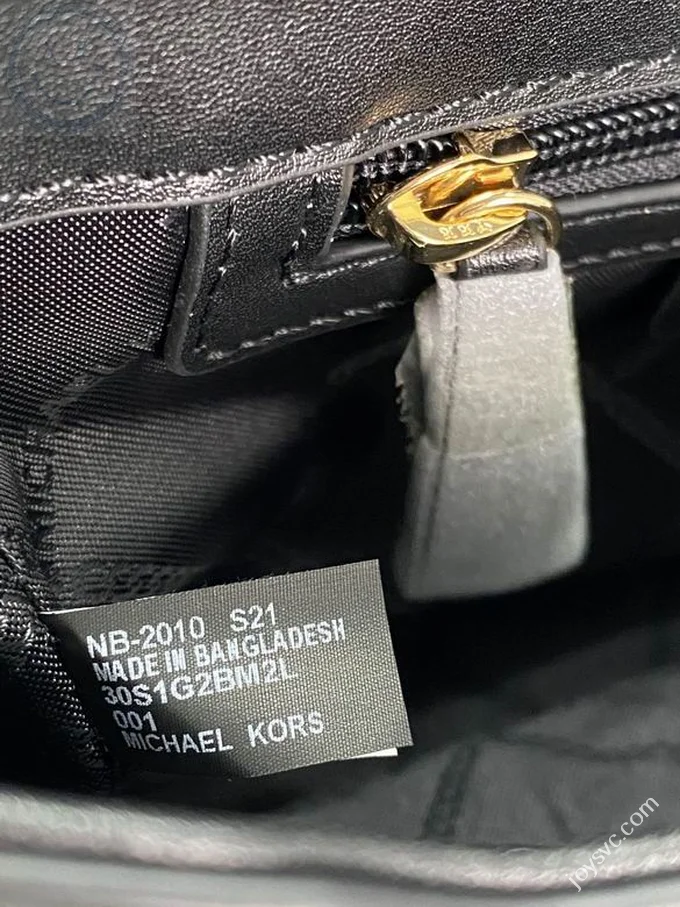 NB-2010 S21
MADE IN BANGLADESH
30S1G2BM2L
001
MICHAEL KORS
joysvc.com